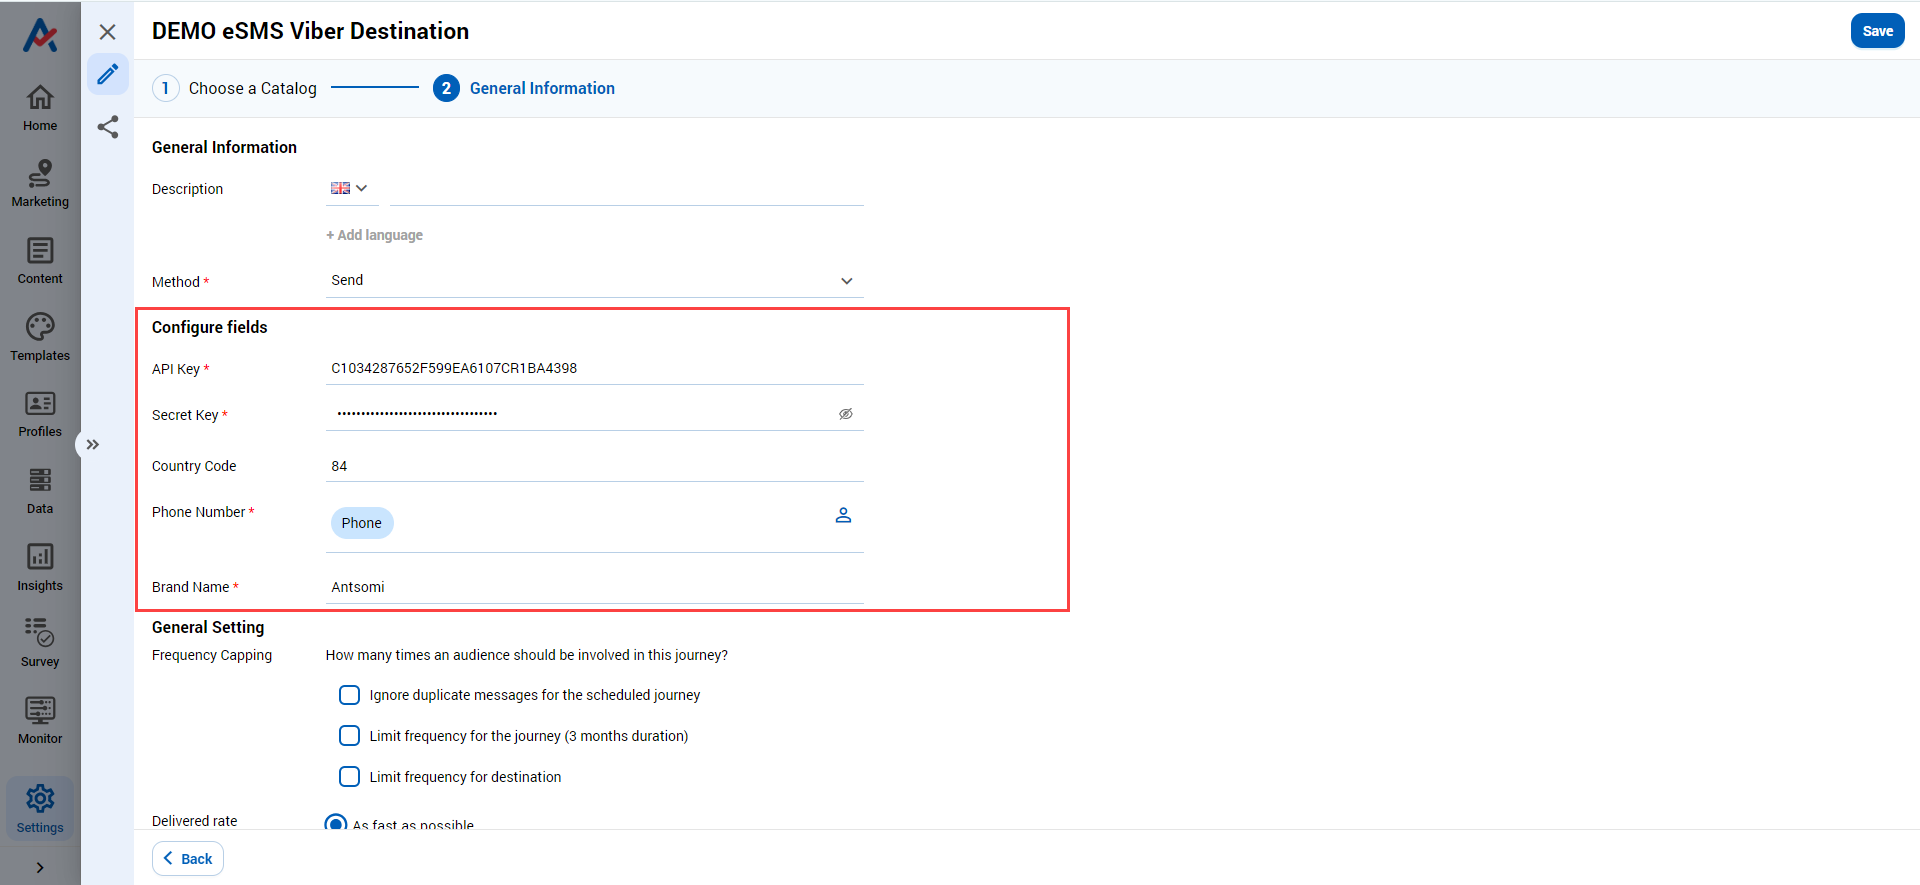 DEMO eSMS Viber Destination
Save
1 Choose a Catalog
2 General Information
Home
Marketing
Content
Templates
Profiles
Data
Insights
Survey
Monitor
Settings
General Information
Description
+ Add language
Method * Send
Configure fields
API Key * C1034287652F599EA6107CR1BA4398
Secret Key * ••••••••••••••••••••••••••••••••••
Country Code 84
Phone Number * Phone
Brand Name * Antsomi
General Setting
Frequency Capping How many times an audience should be involved in this journey?
Ignore duplicate messages for the scheduled journey
Limit frequency for the journey (3 months duration)
Limit frequency for destination
Delivered rate As fast as possible
Back